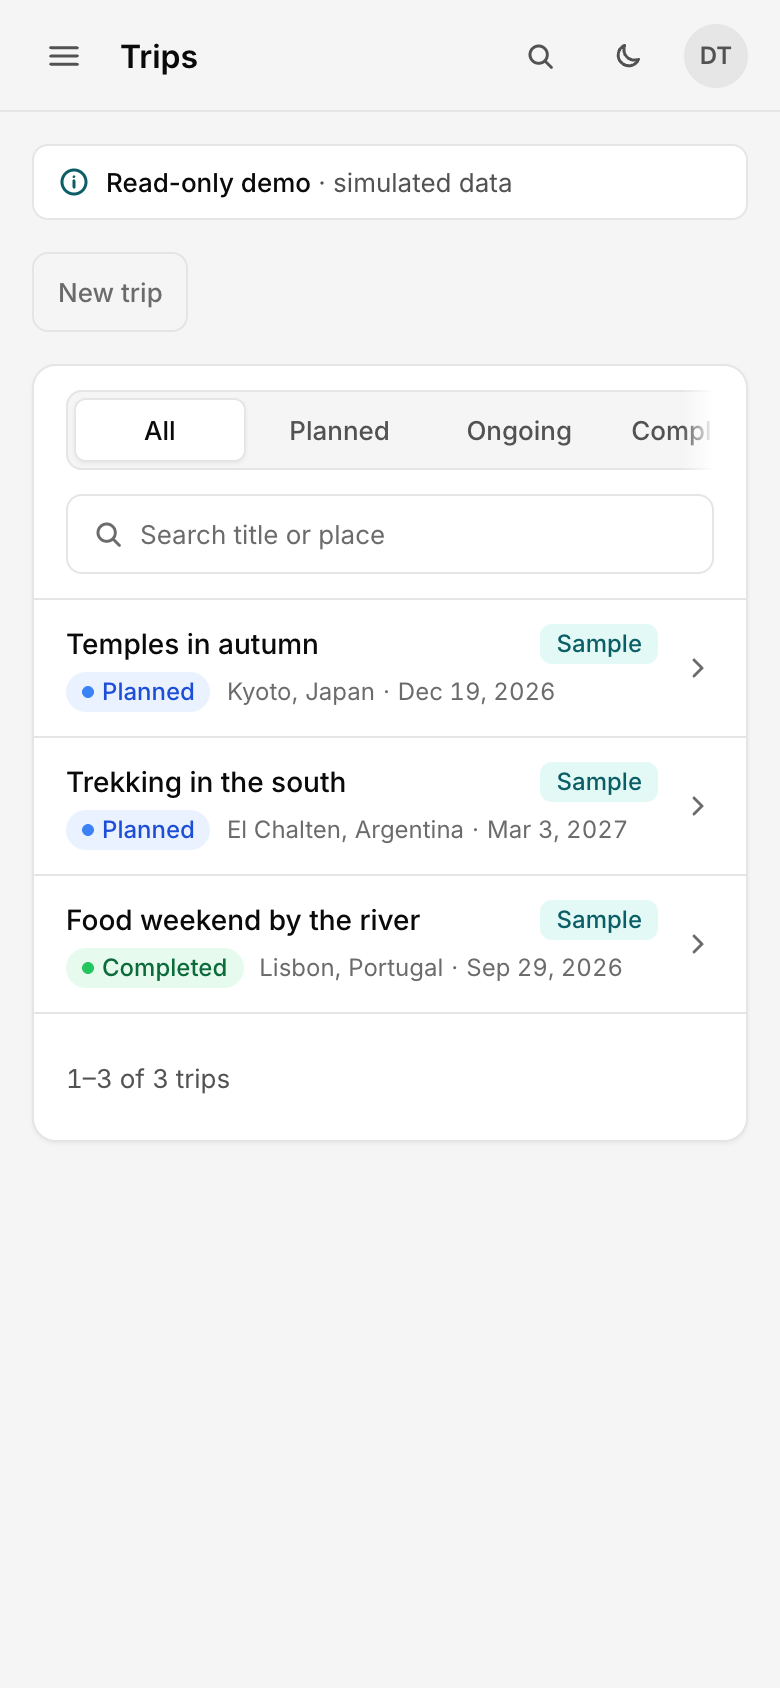 Trips
DT
Read-only demo · simulated data
New trip
All Planned Ongoing Compl
Search title or place
Temples in autumn Sample
Planned Kyoto, Japan · Dec 19, 2026
Trekking in the south Sample
Planned El Chalten, Argentina · Mar 3, 2027
Food weekend by the river Sample
Completed Lisbon, Portugal · Sep 29, 2026
1–3 of 3 trips